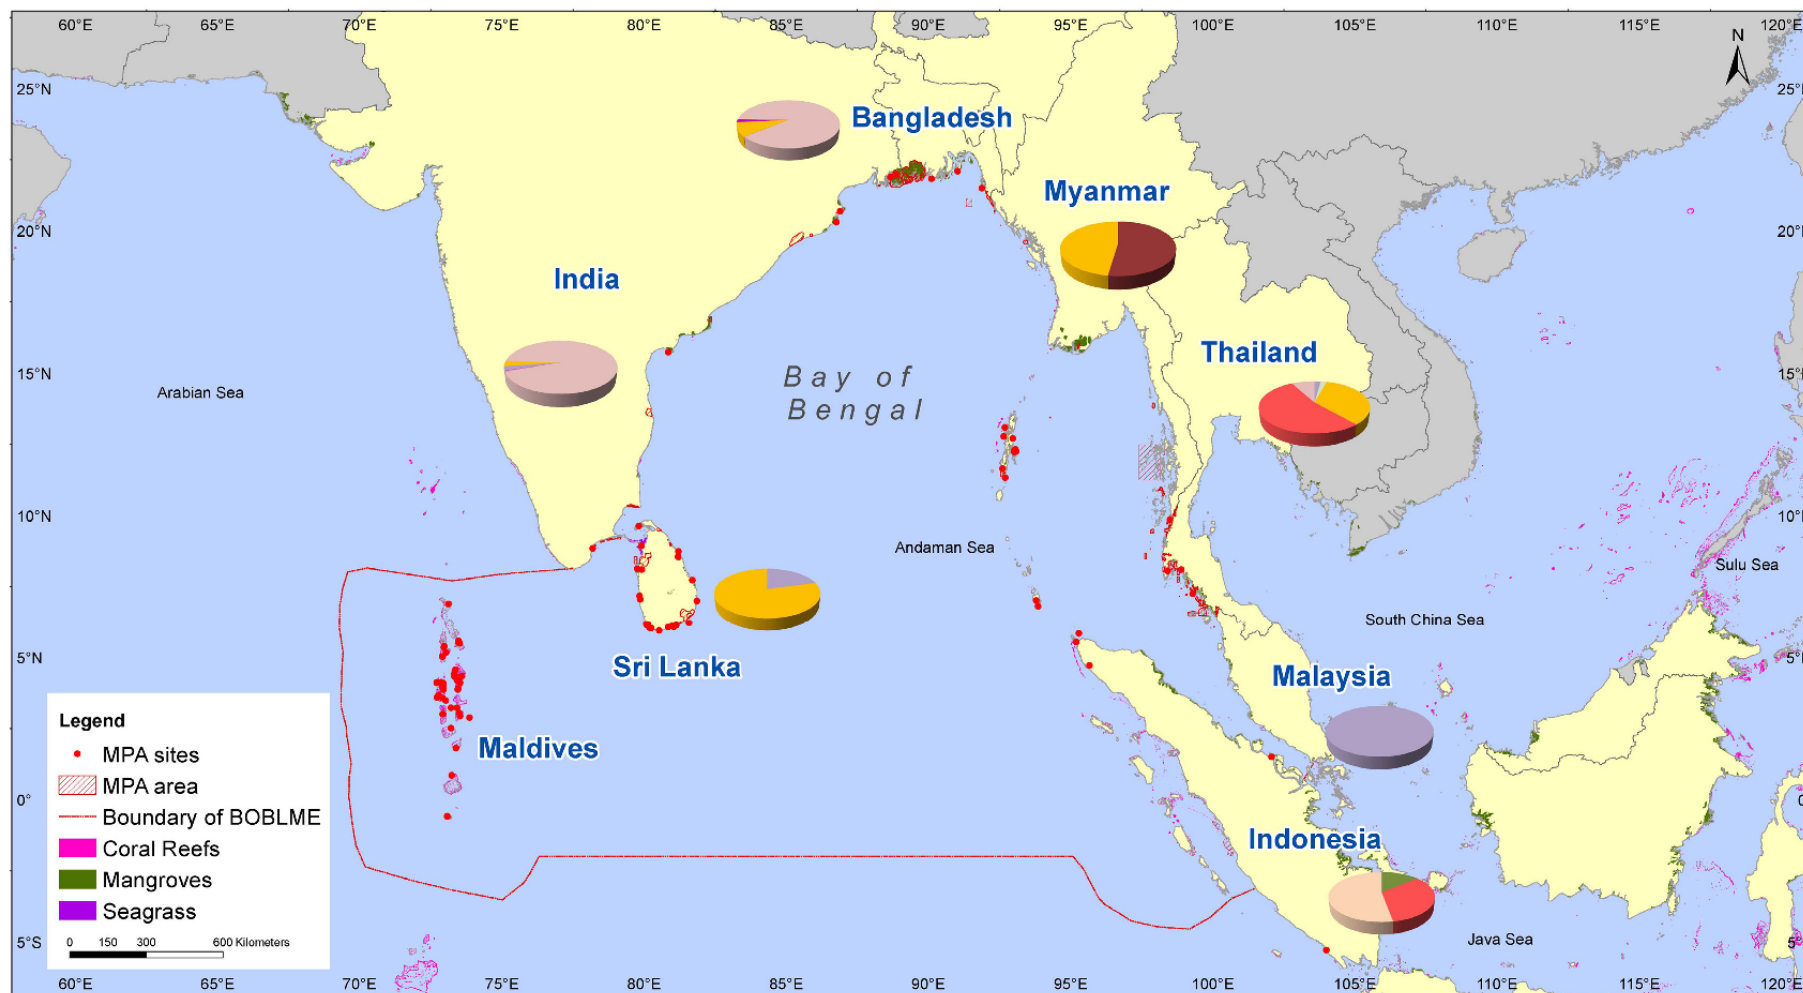 60°E 65°E 70°E 75°E 80°E 85°E 90°E 95°E 100°E 105°E 110°E 115°E 120°E
N
25°N 25°N
Bangladesh
Myanmar
20°N 20°N
India
Thailand
15°N 15°N
Bay of
Bengal
Arabian Sea
10°N 10°N
Andaman Sea
Sulu Sea
South China Sea
5°N 5°N
Sri Lanka
Malaysia
Maldives
Legend
MPA sites
MPA area
Boundary of BOBLME
Coral Reefs
Mangroves
Seagrass
0 150 300 600 Kilometers
0° 0
Indonesia
Java Sea
5°S 5°
60°E 65°E 70°E 75°E 80°E 85°E 90°E 95°E 100°E 105°E 110°E 115°E 120°E